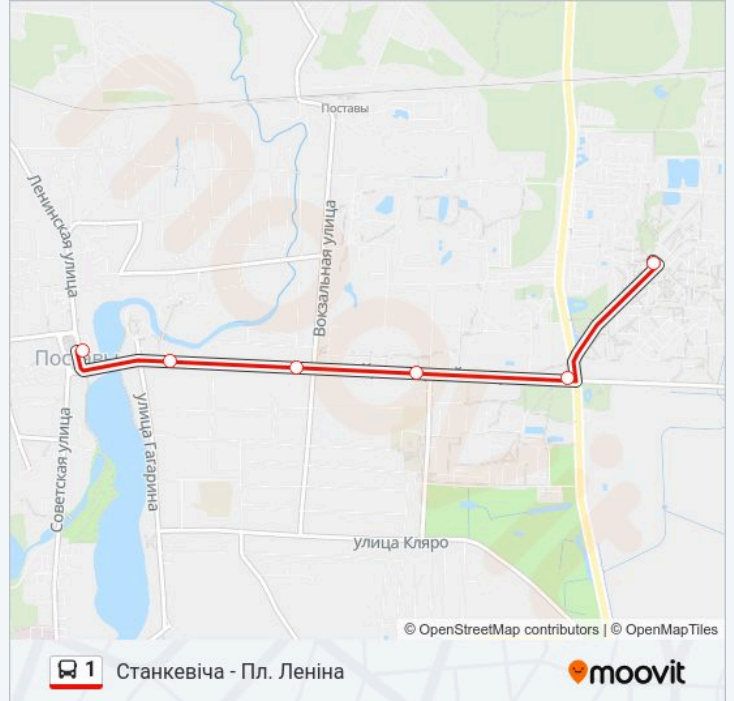 Поставы
Ленинская улица
Вокзальная улица
Поставы
Советская улица
улица Гагарина
улица Кляро
© OpenStreetMap contributors | © OpenMapTiles
1 Станкевіча - Пл. Леніна
moovit